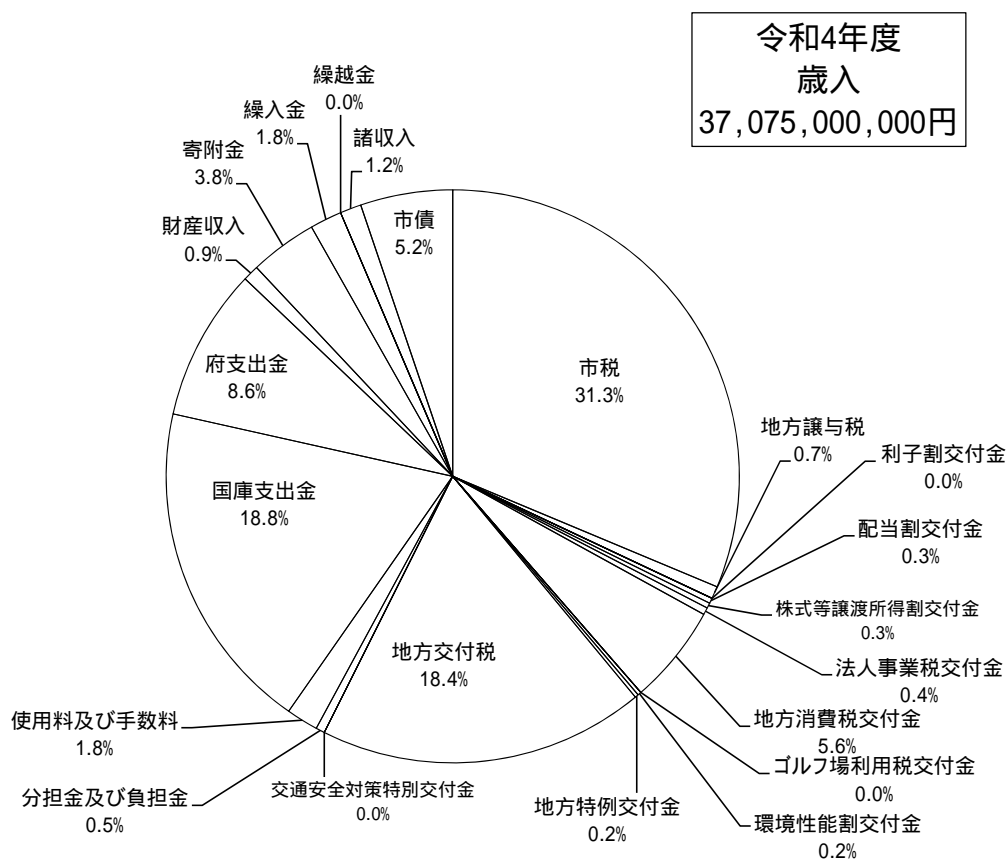 令和4年度
歳入
37,075,000,000円
繰越金
0.0%
繰入金
1.8%
諸収入
1.2%
寄附金
3.8%
財産収入
0.9%
市債
5.2%
府支出金
8.6%
市税
31.3%
地方譲与税
0.7%
利子割交付金
0.0%
配当割交付金
0.3%
株式等譲渡所得割交付金
0.3%
法人事業税交付金
0.4%
地方消費税交付金
5.6%
ゴルフ場利用税交付金
0.0%
環境性能割交付金
0.2%
地方特例交付金
0.2%
地方交付税
18.4%
交通安全対策特別交付金
0.0%
分担金及び負担金
0.5%
使用料及び手数料
1.8%
国庫支出金
18.8%